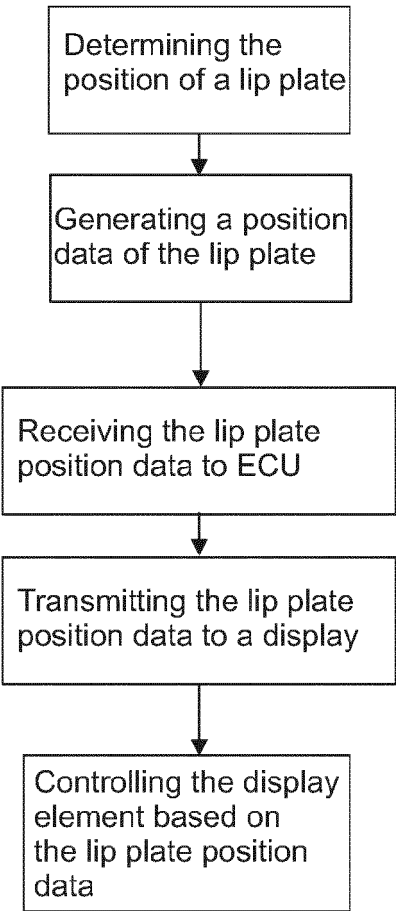 Determining the
position of a lip plate
Generating a position
data of the lip plate
Receiving the lip plate
position data to ECU
Transmitting the lip plate
position data to a display
Controlling the display
element based on
the lip plate position
data